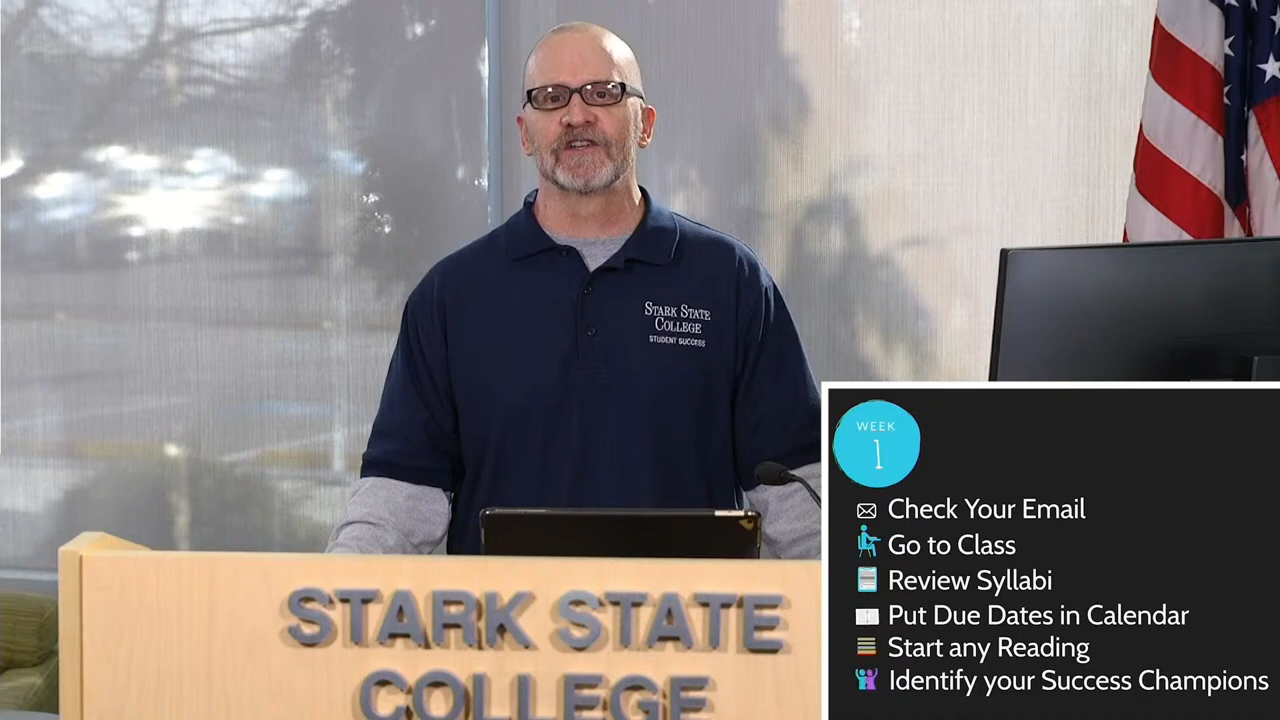 STARK STATE
COLLEGE
STUDENT SUCCESS
STARK STATE
COLLEGE
WEEK
1
Check Your Email
Go to Class
Review Syllabi
Put Due Dates in Calendar
Start any Reading
Identify your Success Champions